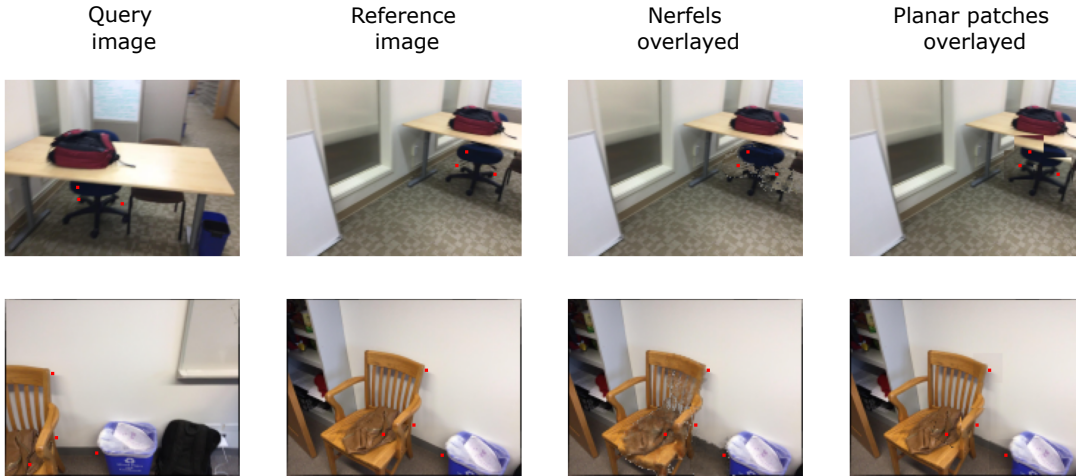 Query
image
Reference
image
Nerfels
overlayed
Planar patches
overlayed